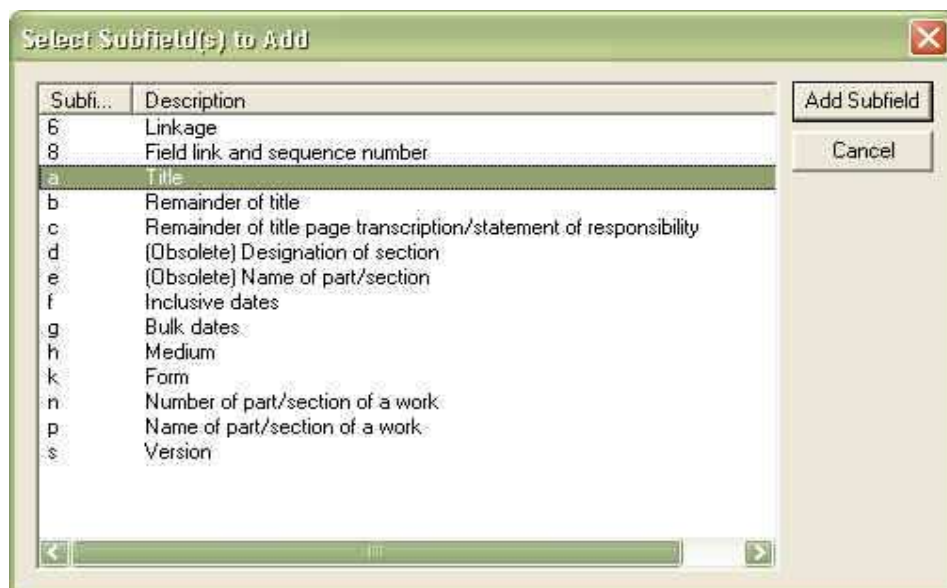 Select Subfield(s) to Add
Subfi... Description
6 Linkage
8 Field link and sequence number
a Title
b Remainder of title
c Remainder of title page transcription/statement of responsibility
d (Obsolete) Designation of section
e (Obsolete) Name of part/section
f Inclusive dates
g Bulk dates
h Medium
k Form
n Number of part/section of a work
p Name of part/section of a work
s Version
Add Subfield
Cancel